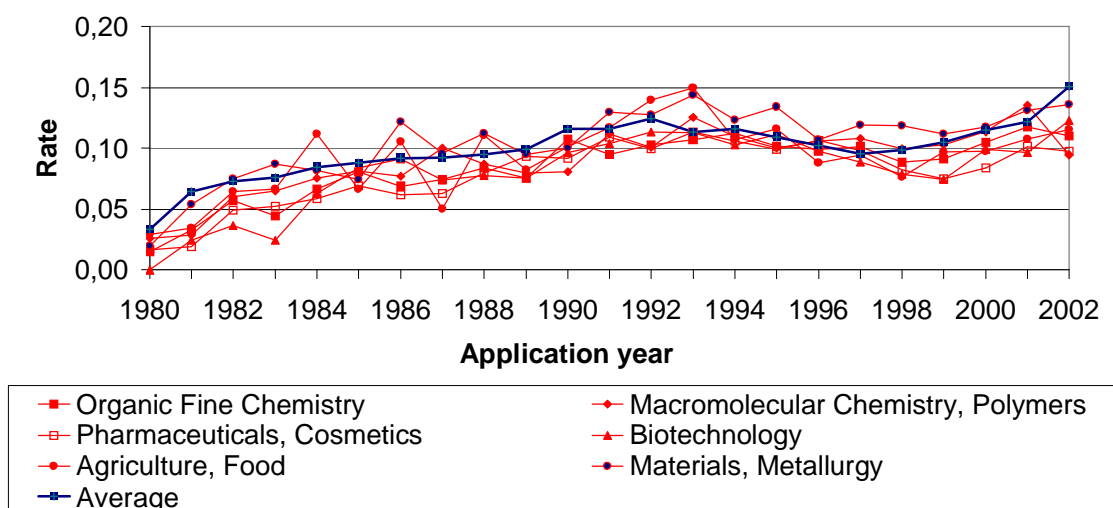 0,20
0,15
0,10
0,05
0,00
Rate
1980 1982 1984 1986 1988 1990 1992 1994 1996 1998 2000 2002
Application year
Organic Fine Chemistry
Macromolecular Chemistry, Polymers
Pharmaceuticals, Cosmetics
Biotechnology
Agriculture, Food
Materials, Metallurgy
Average